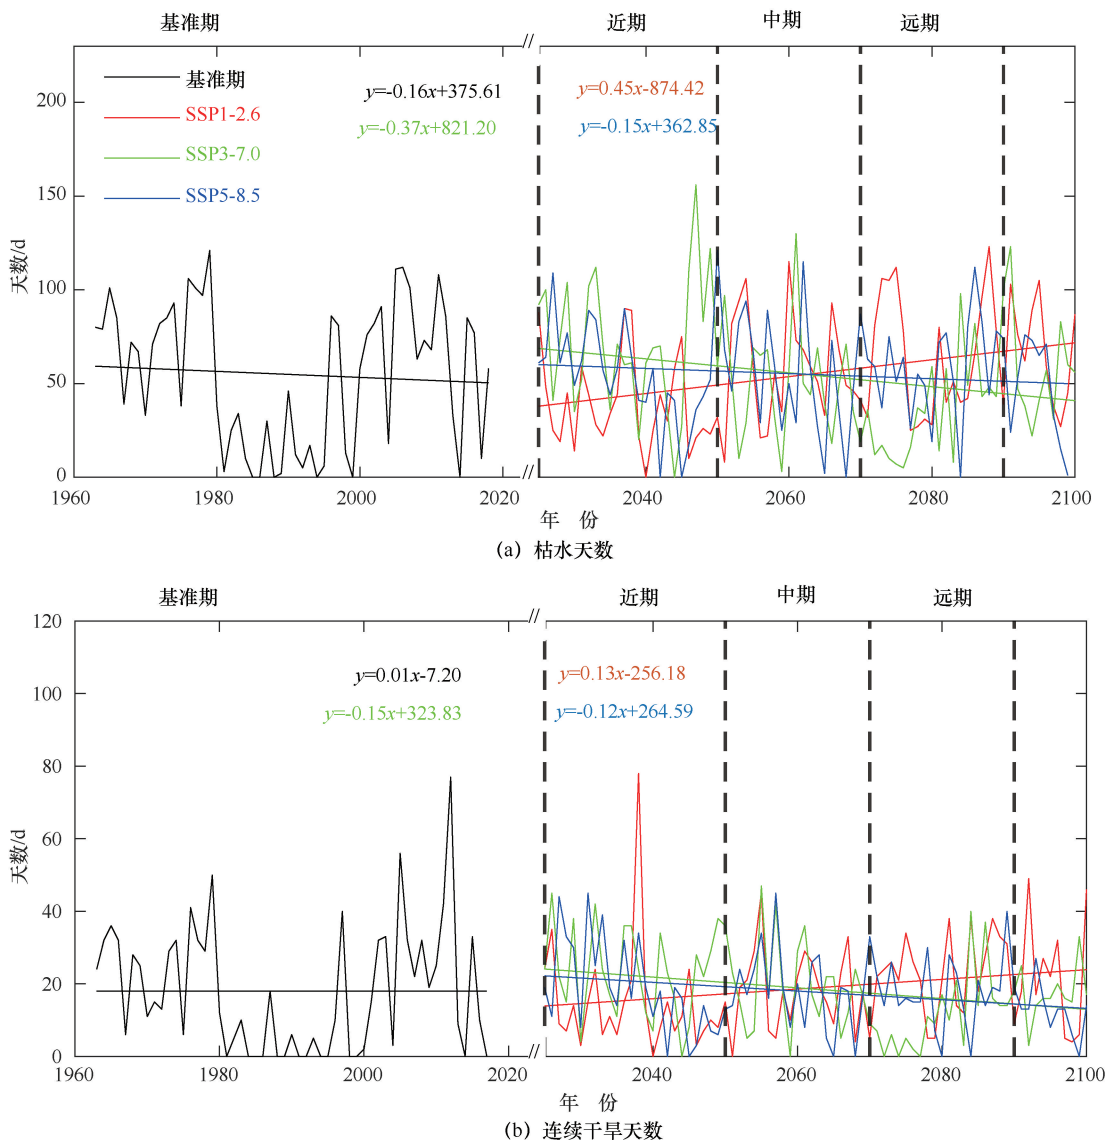 基准期 近期 中期 远期
基准期
SSP1-2.6
SSP3-7.0
SSP5-8.5
y=-0.16x+375.61
y=-0.37x+821.20
y=0.45x-874.42
y=-0.15x+362.85
200
150
100
50
0
天数/d
1960 1980 2000 2020 2040 2060 2080 2100
年 份
(a) 枯水天数
基准期 近期 中期 远期
y=0.01x-7.20
y=-0.15x+323.83
y=0.13x-256.18
y=-0.12x+264.59
120
100
80
60
40
20
0
天数/d
1960 1980 2000 2020 2040 2060 2080 2100
年 份
(b) 连续干旱天数